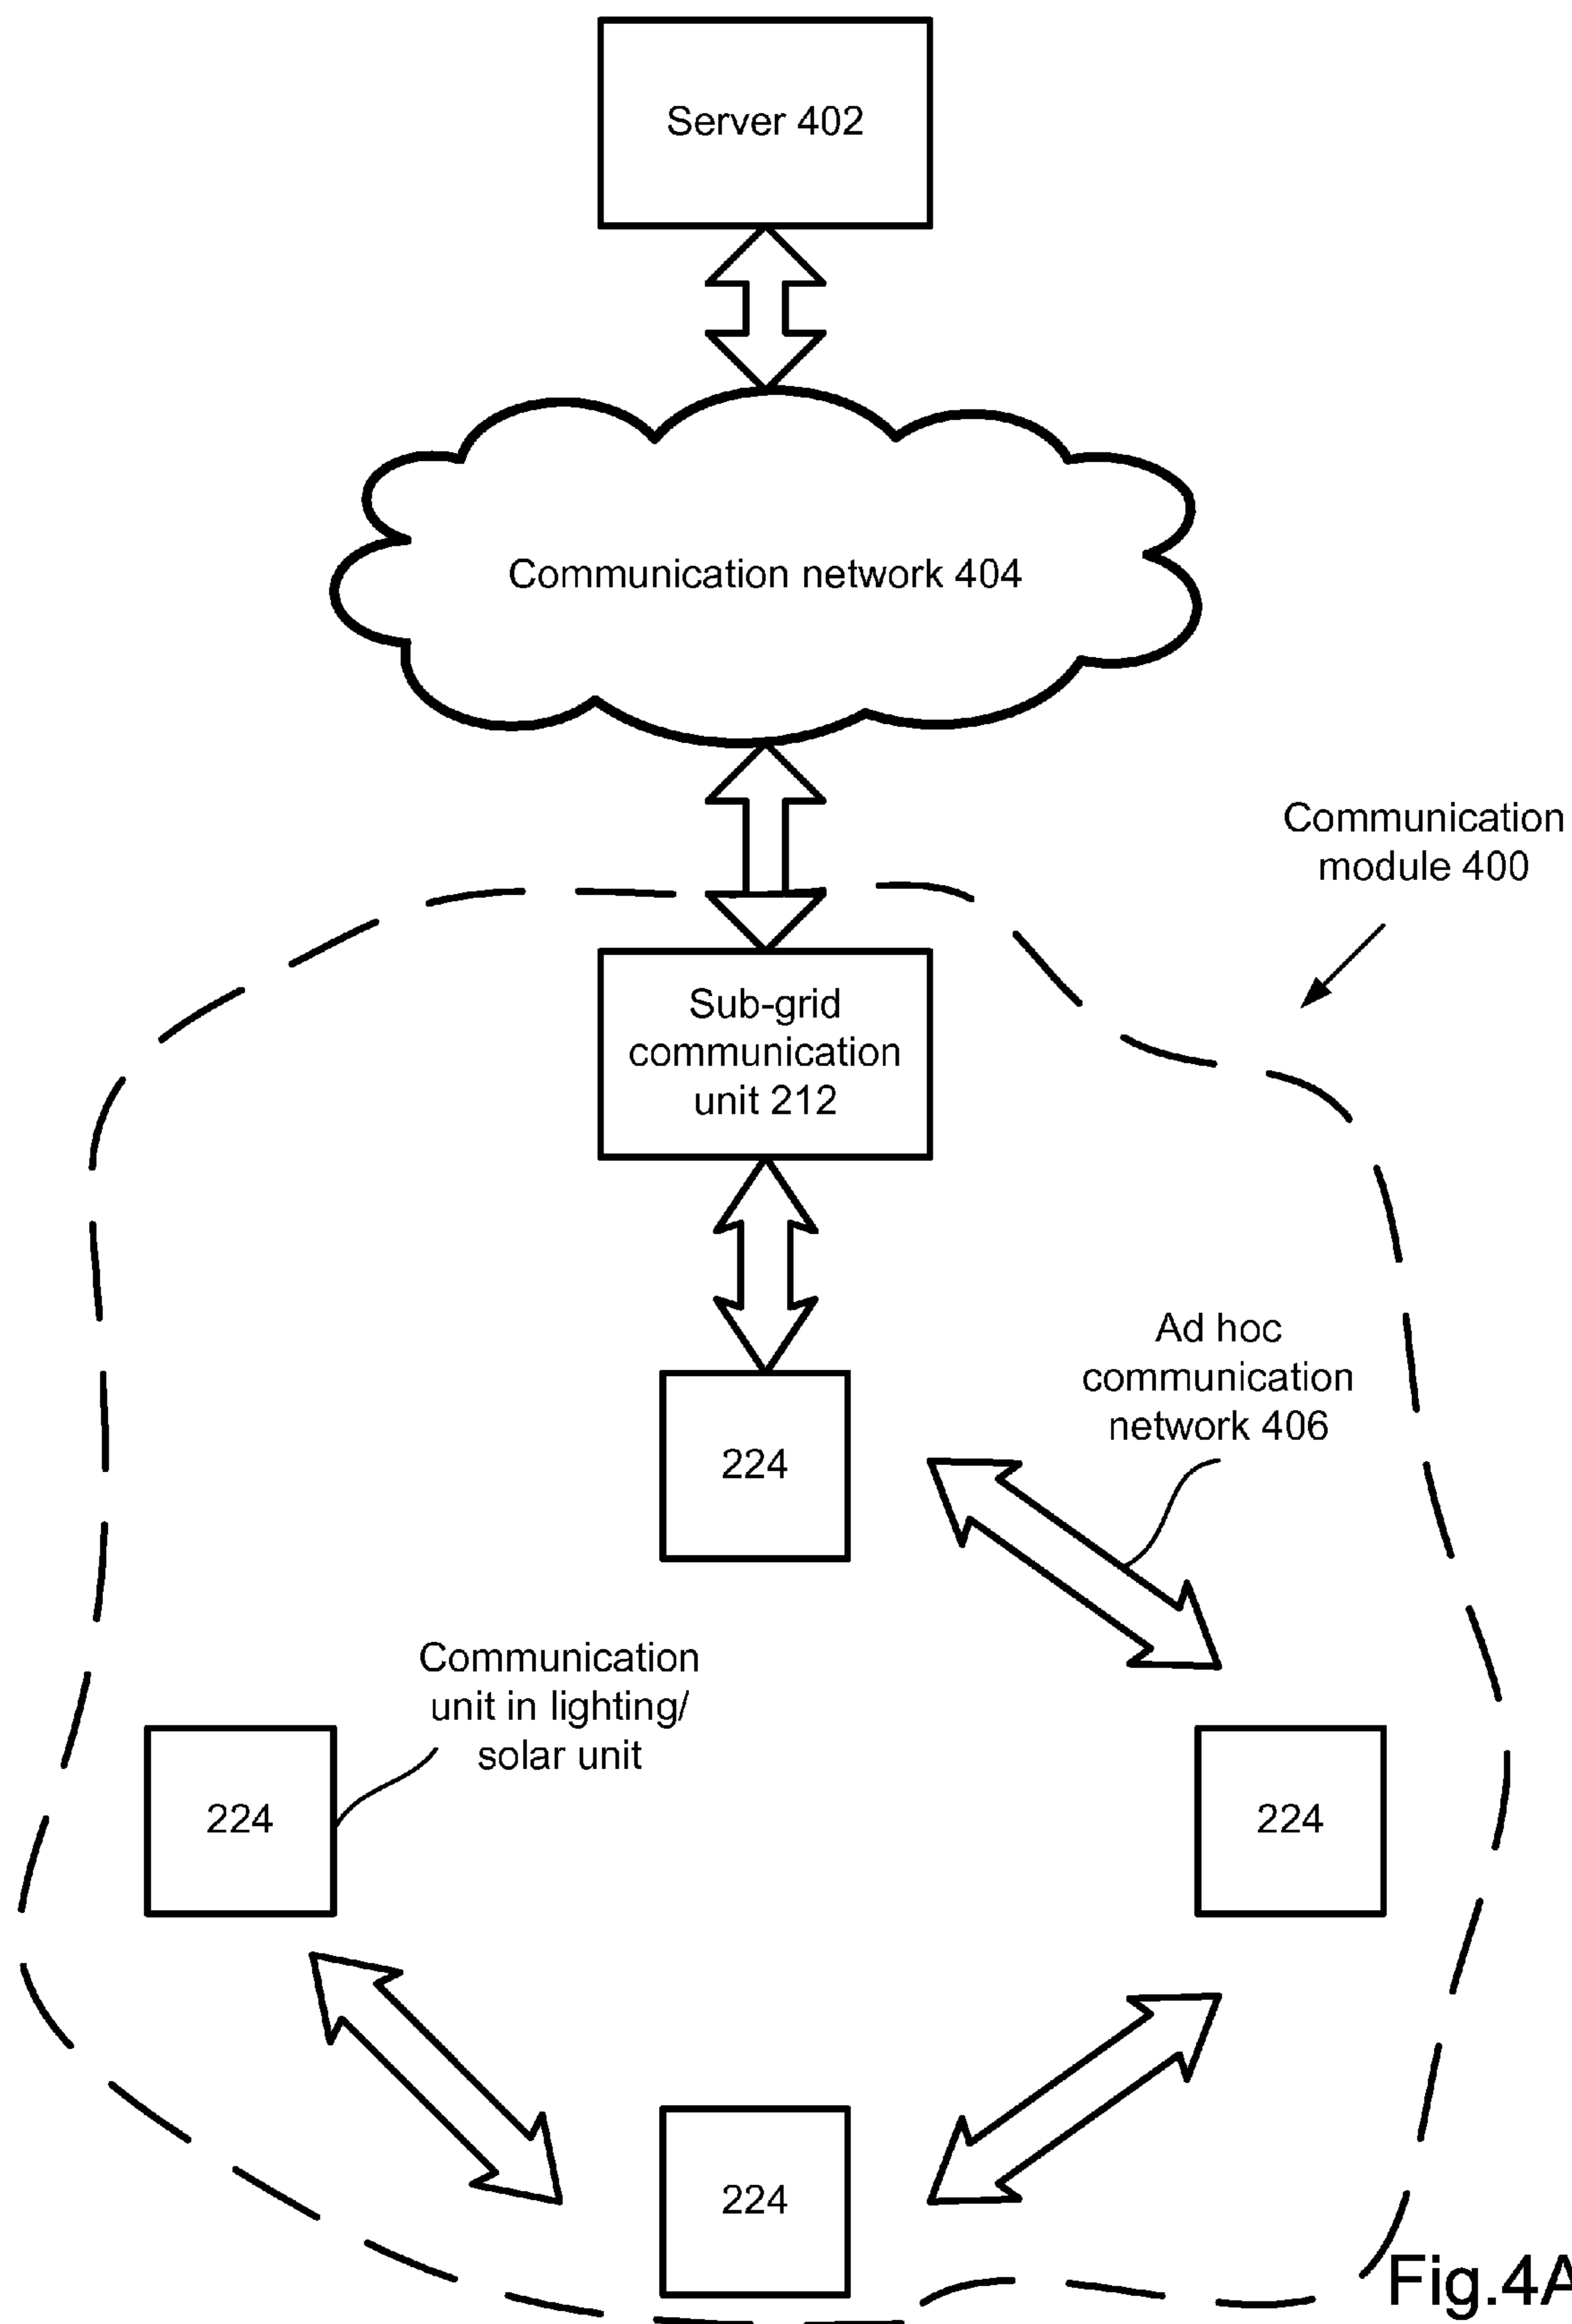 Server 402
Communication network 404
Communication
module 400
Sub-grid
communication
unit 212
Ad hoc
communication
network 406
224
Communication
unit in lighting/
solar unit
224
224
224
Fig.4A